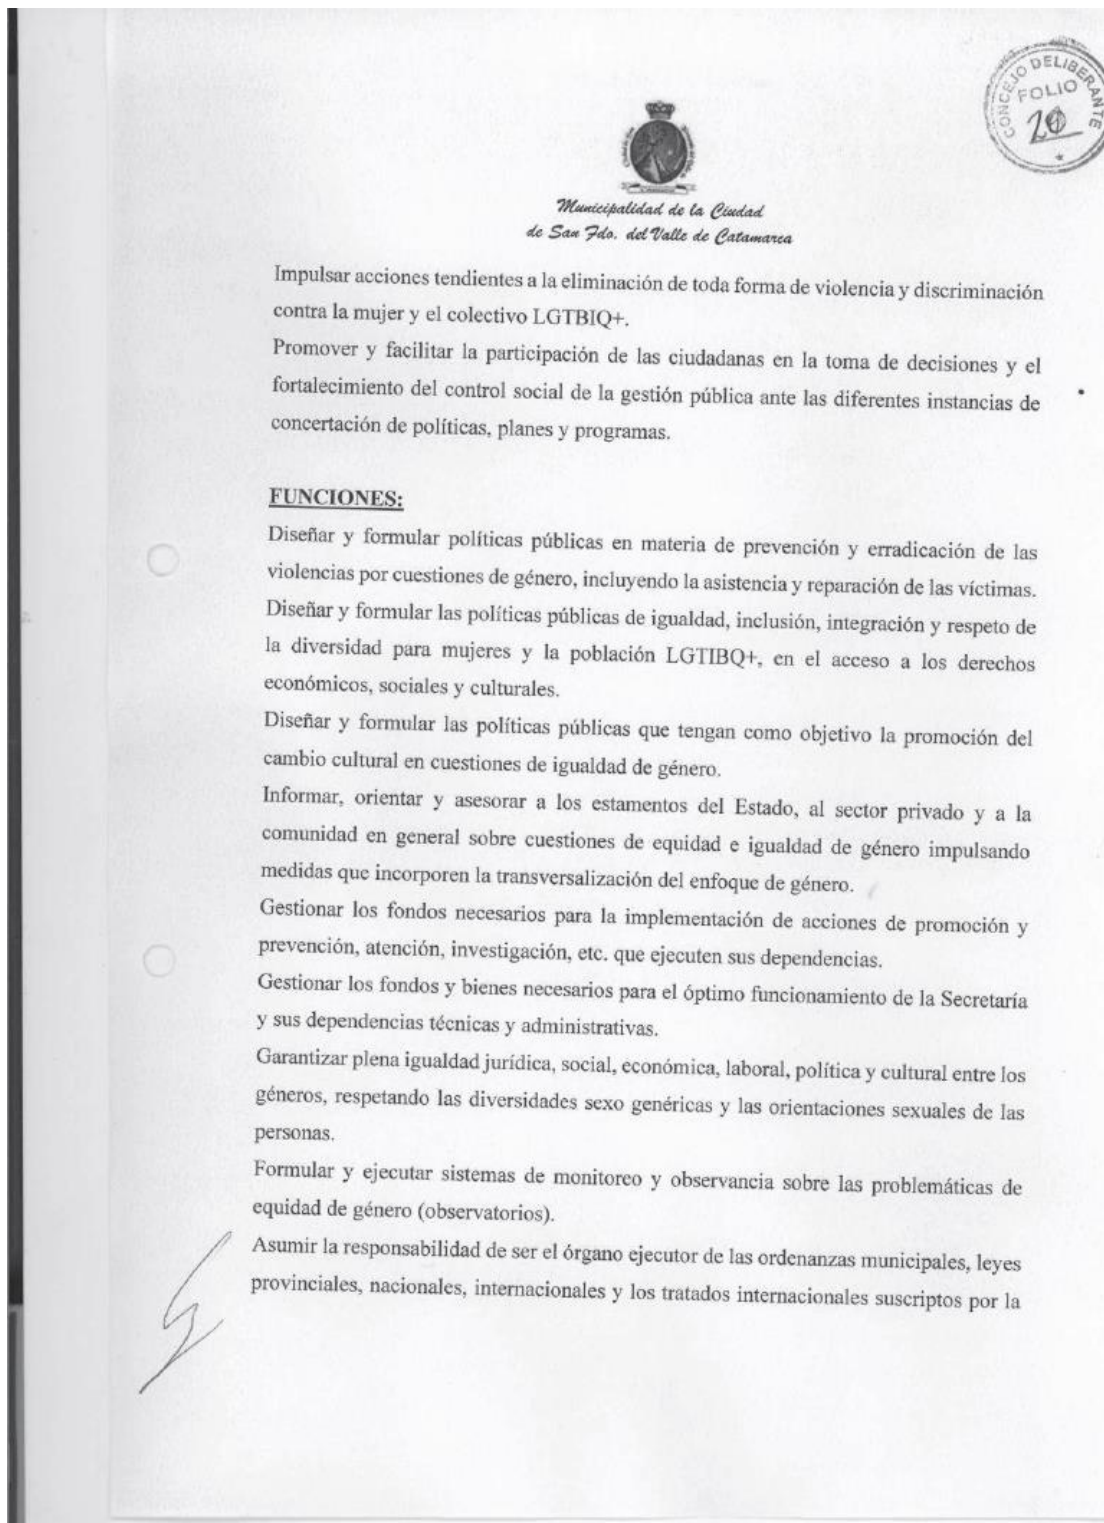 CONCEJO DELIBERANTE
FOLIO
Municipalidad de la Ciudad
de San Fdo. del Valle de Catamarca
Impulsar acciones tendientes a la eliminación de toda forma de violencia y discriminación
contra la mujer y el colectivo LGTBIQ+.
Promover y facilitar la participación de las ciudadanas en la toma de decisiones y el
fortalecimiento del control social de la gestión pública ante las diferentes instancias de
concertación de políticas, planes y programas.
FUNCIONES:
Diseñar y formular políticas públicas en materia de prevención y erradicación de las
violencias por cuestiones de género, incluyendo la asistencia y reparación de las víctimas.
Diseñar y formular las políticas públicas de igualdad, inclusión, integración y respeto de
la diversidad para mujeres y la población LGTIBQ+, en el acceso a los derechos
económicos, sociales y culturales.
Diseñar y formular las políticas públicas que tengan como objetivo la promoción del
cambio cultural en cuestiones de igualdad de género.
Informar, orientar y asesorar a los estamentos del Estado, al sector privado y a la
comunidad en general sobre cuestiones de equidad e igualdad de género impulsando
medidas que incorporen la transversalización del enfoque de género.
Gestionar los fondos necesarios para la implementación de acciones de promoción y
prevención, atención, investigación, etc. que ejecuten sus dependencias.
Gestionar los fondos y bienes necesarios para el óptimo funcionamiento de la Secretaría
y sus dependencias técnicas y administrativas.
Garantizar plena igualdad jurídica, social, económica, laboral, política y cultural entre los
géneros, respetando las diversidades sexo genéricas y las orientaciones sexuales de las
personas.
Formular y ejecutar sistemas de monitoreo y observancia sobre las problemáticas de
equidad de género (observatorios).
Asumir la responsabilidad de ser el órgano ejecutor de las ordenanzas municipales, leyes
provinciales, nacionales, internacionales y los tratados internacionales suscriptos por la